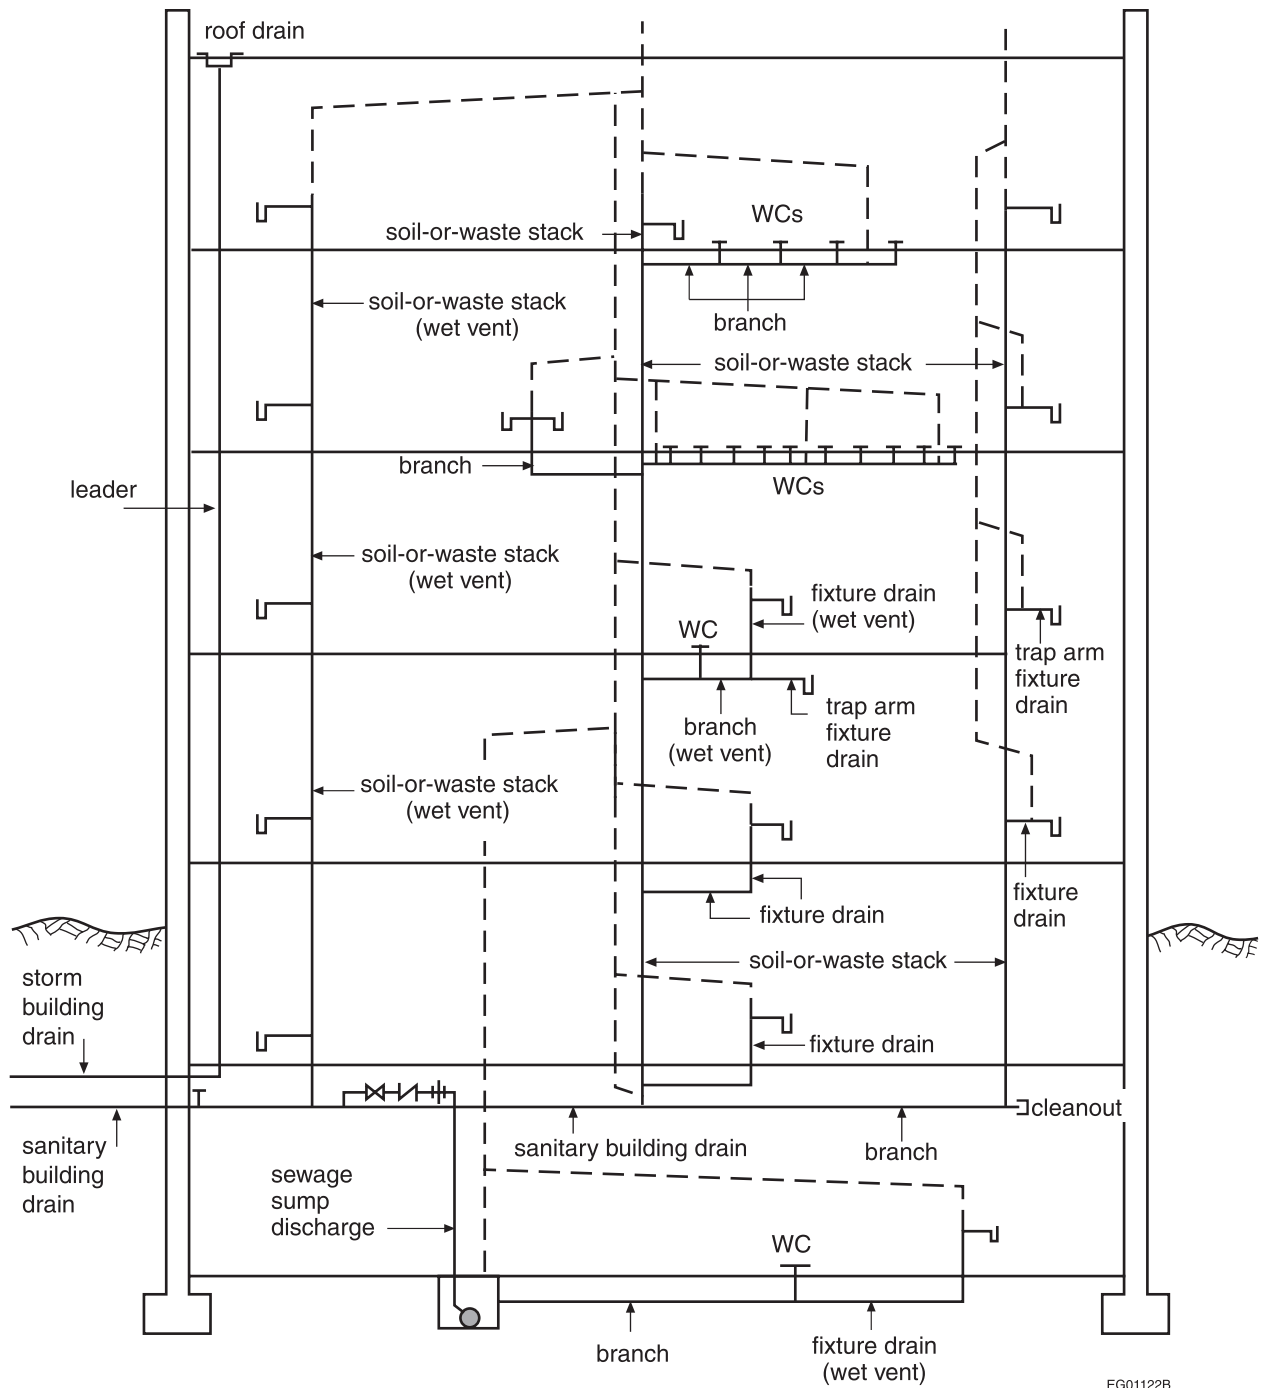 roof drain
WCs
soil-or-waste stack
soil-or-waste stack
(wet vent)
branch
soil-or-waste stack
branch
WCs
leader
soil-or-waste stack
(wet vent)
fixture drain
(wet vent)
WC
trap arm
fixture
drain
trap arm
fixture
drain
branch
(wet vent)
soil-or-waste stack
(wet vent)
fixture
drain
fixture drain
soil-or-waste stack
storm
building
drain
fixture drain
cleanout
sanitary
building
drain
sanitary building drain
branch
sewage
sump
discharge
WC
branch
fixture drain
(wet vent)
EG01122B